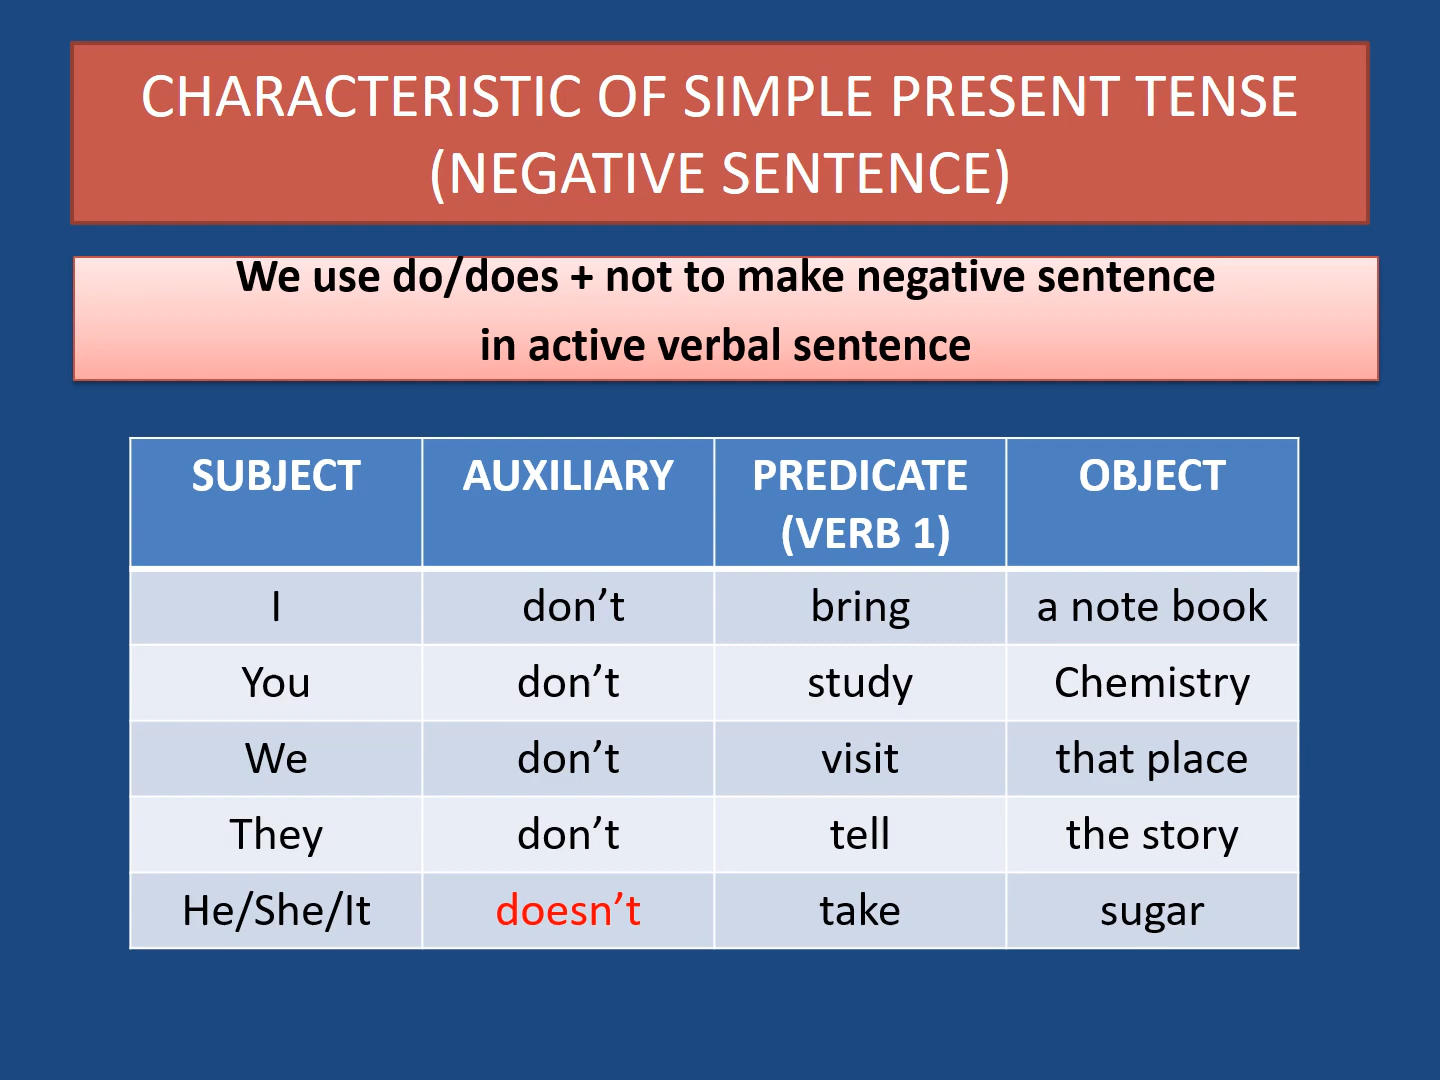 CHARACTERISTIC OF SIMPLE PRESENT TENSE
(NEGATIVE SENTENCE)
We use do/does + not to make negative sentence
in active verbal sentence
SUBJECT AUXILIARY PREDICATE (VERB 1) OBJECT
I don’t bring a note book
You don’t study Chemistry
We don’t visit that place
They don’t tell the story
He/She/It doesn’t take sugar